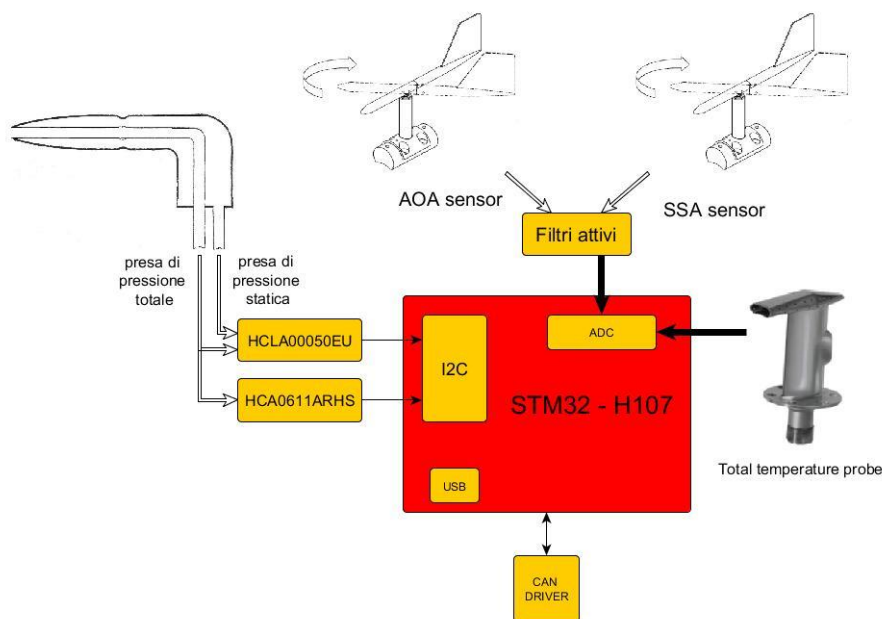 AOA sensor
SSA sensor
Filtri attivi
presa di
pressione
totale
presa di
pressione
statica
HCLA00050EU
HCA0611ARHS
I2C
ADC
STM32 - H107
USB
Total temperature probe
CAN
DRIVER